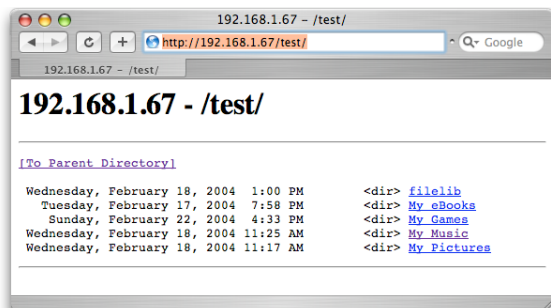 192.168.1.67 - /test/
http://192.168.1.67/test/
Google
192.168.1.67 - /test/
192.168.1.67 - /test/
[To Parent Directory]
Wednesday, February 18, 2004 1:00 PM <dir> filelib
Tuesday, February 17, 2004 7:58 PM <dir> My eBooks
Sunday, February 22, 2004 4:33 PM <dir> My Games
Wednesday, February 18, 2004 11:25 AM <dir> My Music
Wednesday, February 18, 2004 11:17 AM <dir> My Pictures